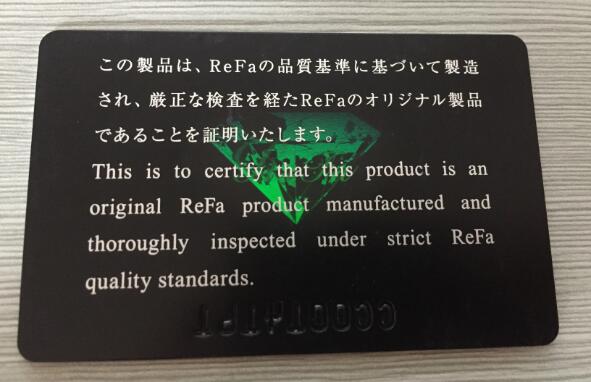 この製品は、ReFaの品質基準に基づいて製造
され、厳正な検査を経たReFaのオリジナル製品
であることを証明いたします。
This is to certify that this product is an
original ReFa product manufactured and
thoroughly inspected under strict ReFa
quality standards.